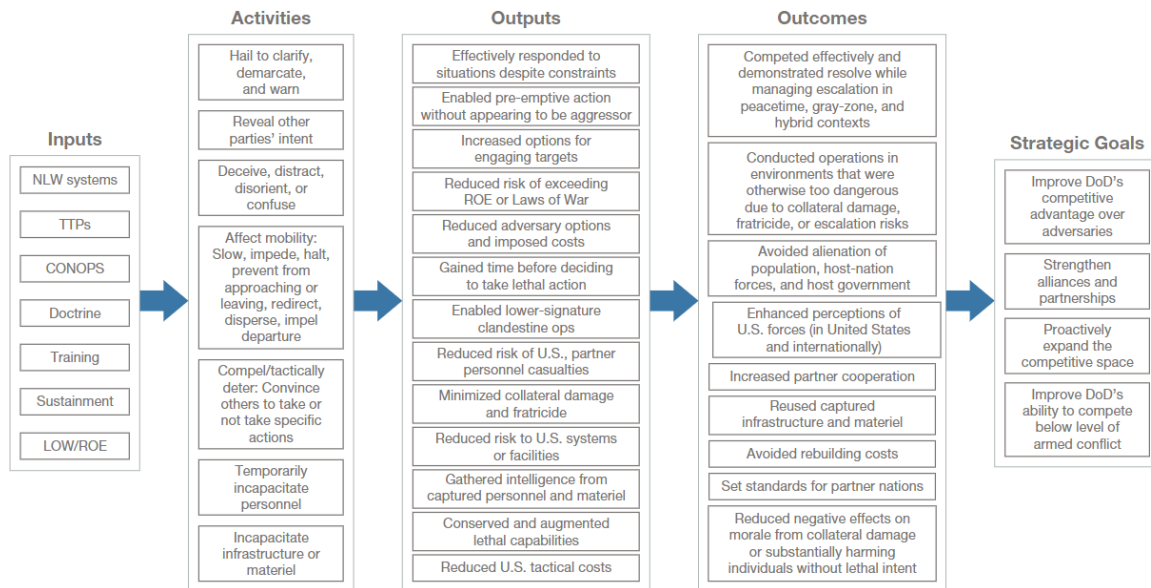 Inputs
NLW systems
TTPs
CONOPS
Doctrine
Training
Sustainment
LOW/ROE
Activities
Hail to clarify,
demarcate,
and warn
Reveal other
parties' intent
Deceive, distract,
disorient, or
confuse
Affect mobility:
Slow, impede, halt,
prevent from
approaching or
leaving, redirect,
disperse, impel
departure
Compel/tactically
deter: Convince
others to take or
not take specific
actions
Temporarily
incapacitate
personnel
Incapacitate
infrastructure or
materiel
Outputs
Effectively responded to
situations despite constraints
Enabled pre-emptive action
without appearing to be aggressor
Increased options for
engaging targets
Reduced risk of exceeding
ROE or Laws of War
Reduced adversary options
and imposed costs
Gained time before deciding
to take lethal action
Enabled lower-signature
clandestine ops
Reduced risk of U.S., partner
personnel casualties
Minimized collateral damage
and fratricide
Reduced risk to U.S. systems
or facilities
Gathered intelligence from
captured personnel and materiel
Conserved and augmented
lethal capabilities
Reduced U.S. tactical costs
Outcomes
Competed effectively and
demonstrated resolve while
managing escalation in
peacetime, gray-zone, and
hybrid contexts
Conducted operations in
environments that were
otherwise too dangerous
due to collateral damage,
fratricide, or escalation risks
Avoided alienation of
population, host-nation
forces, and host government
Enhanced perceptions of
U.S. forces (in United States
and internationally)
Increased partner cooperation
Reused captured
infrastructure and materiel
Avoided rebuilding costs
Set standards for partner nations
Reduced negative effects on
morale from collateral damage
or substantially harming
individuals without lethal intent
Strategic Goals
Improve DoD's
competitive
advantage over
adversaries
Strengthen
alliances and
partnerships
Proactively
expand the
competitive space
Improve DoD's
ability to compete
below level of
armed conflict